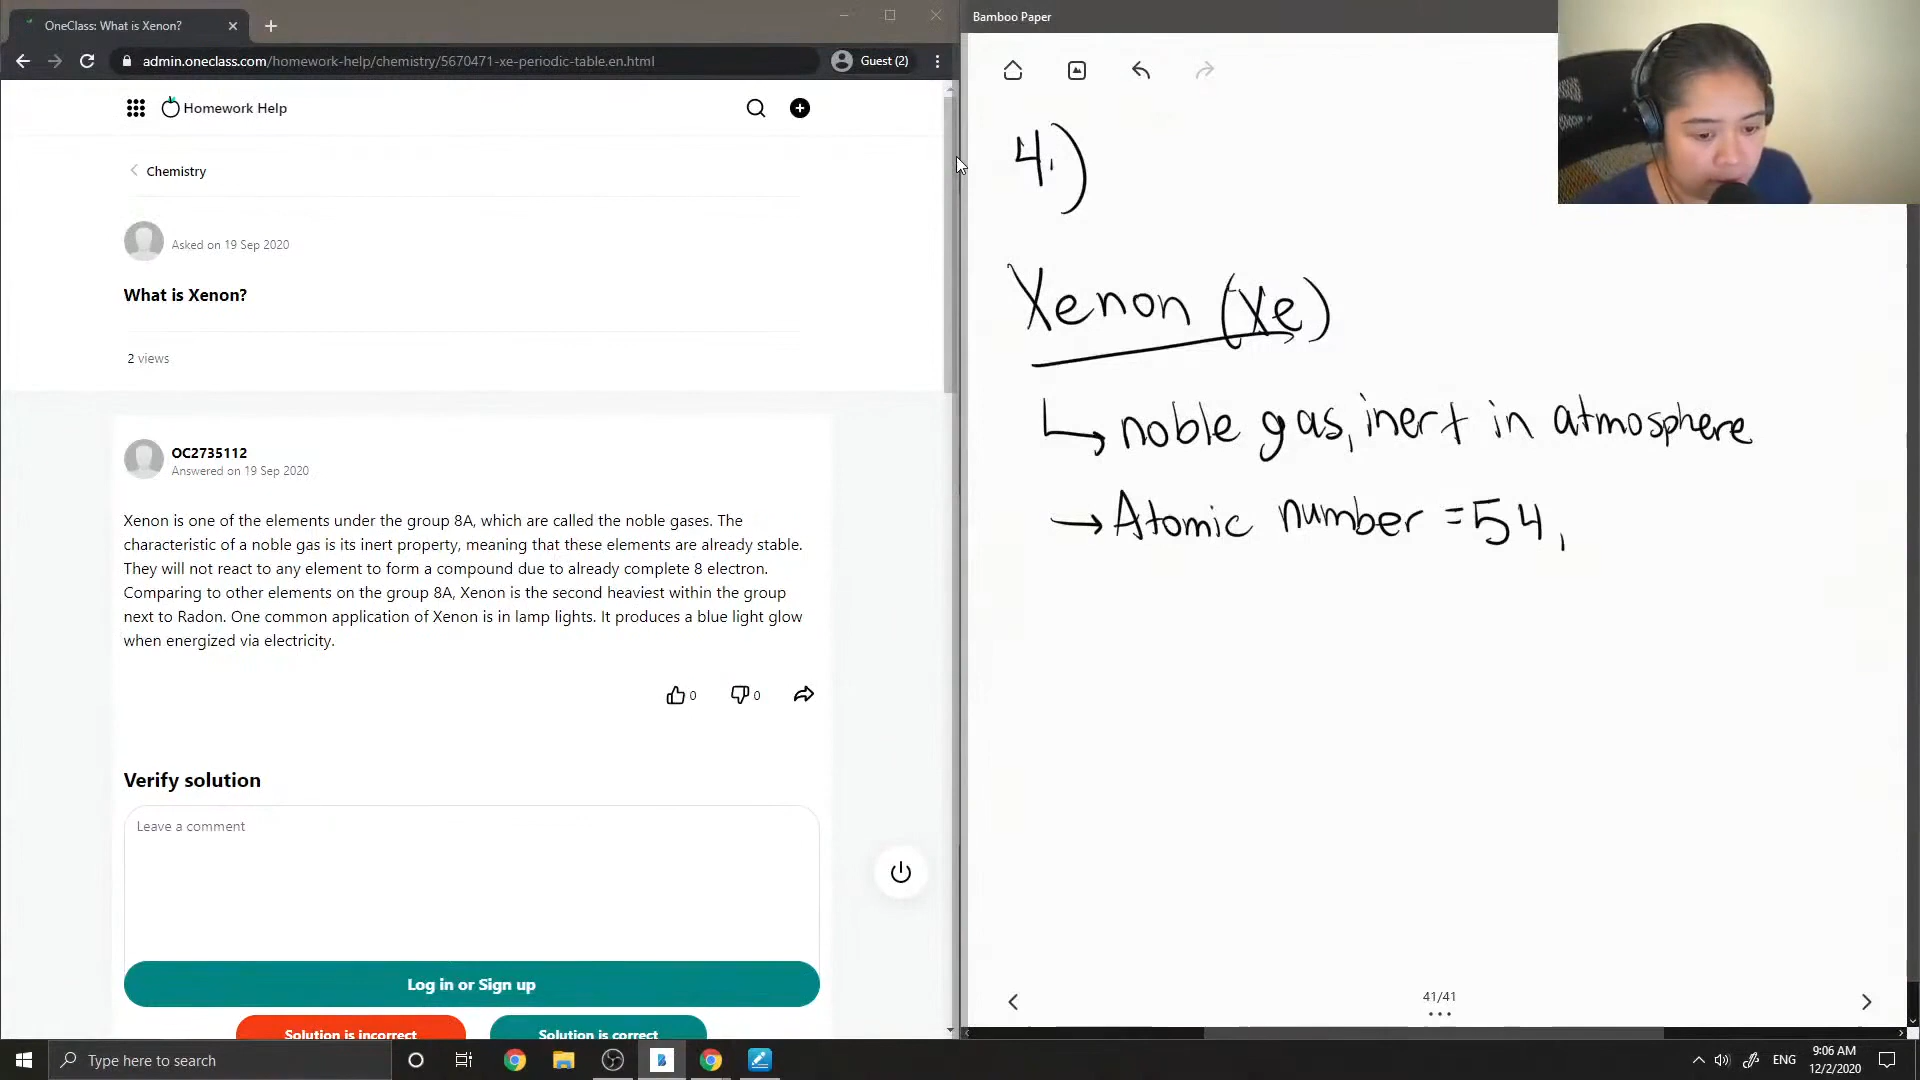 OneClass: What is Xenon?
admin.oneclass.com/homework-help/chemistry/5670471-xe-periodic-table.en.html
Guest (2)
Homework Help
Chemistry
Asked on 19 Sep 2020
What is Xenon?
2 views
OC2735112
Answered on 19 Sep 2020
Xenon is one of the elements under the group 8A, which are called the noble gases. The
characteristic of a noble gas is its inert property, meaning that these elements are already stable.
They will not react to any element to form a compound due to already complete 8 electron.
Comparing to other elements on the group 8A, Xenon is the second heaviest within the group
next to Radon. One common application of Xenon is in lamp lights. It produces a blue light glow
when energized via electricity.
0
0
Verify solution
Leave a comment
Log in or Sign up
Solution is incorrect
Solution is correct
Bamboo Paper
4.)
Xenon (Xe)
↳ noble gas, inert in atmosphere
→ Atomic number = 54,
41/41
Type here to search
ENG
9:06 AM
12/2/2020